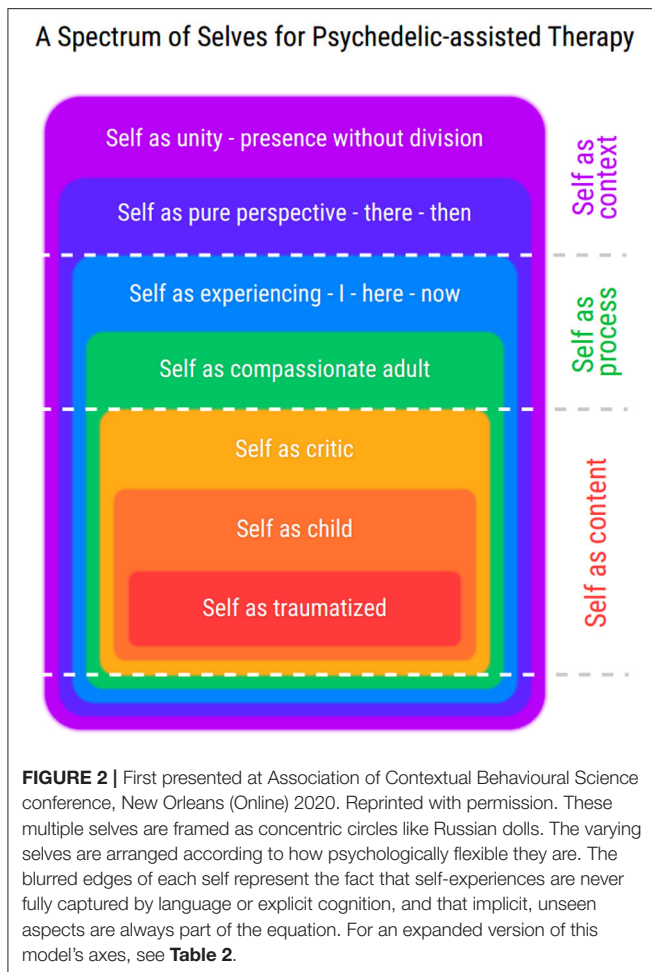 A Spectrum of Selves for Psychedelic-assisted Therapy
Self as unity - presence without division
Self as pure perspective - there - then
Self as context
Self as experiencing - I - here - now
Self as compassionate adult
Self as process
Self as critic
Self as child
Self as traumatized
Self as content
FIGURE 2 | First presented at Association of Contextual Behavioural Science
conference, New Orleans (Online) 2020. Reprinted with permission. These
multiple selves are framed as concentric circles like Russian dolls. The varying
selves are arranged according to how psychologically flexible they are. The
blurred edges of each self represent the fact that self-experiences are never
fully captured by language or explicit cognition, and that implicit, unseen
aspects are always part of the equation. For an expanded version of this
model's axes, see Table 2.